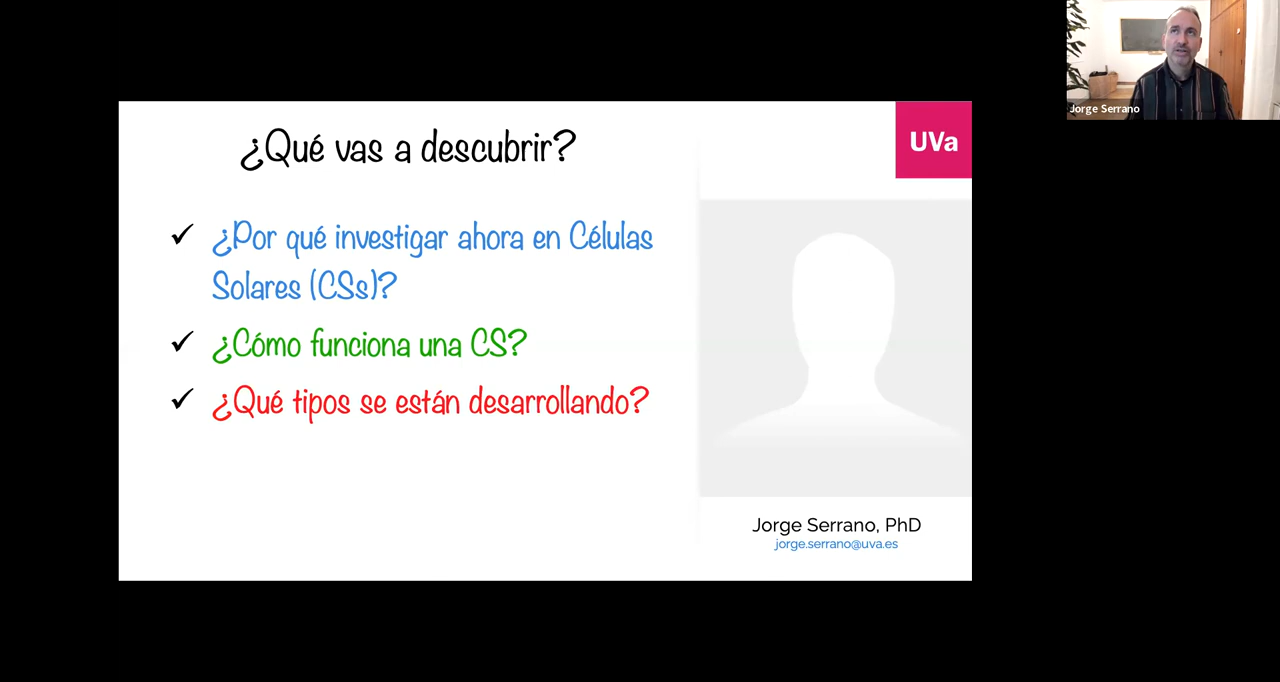 Jorge Serrano
UVa
¿Qué vas a descubrir?
✓ ¿Por qué investigar ahora en Células
Solares (CSs)?
✓ ¿Cómo funciona una CS?
✓ ¿Qué tipos se están desarrollando?
Jorge Serrano, PhD
jorge.serrano@uva.es